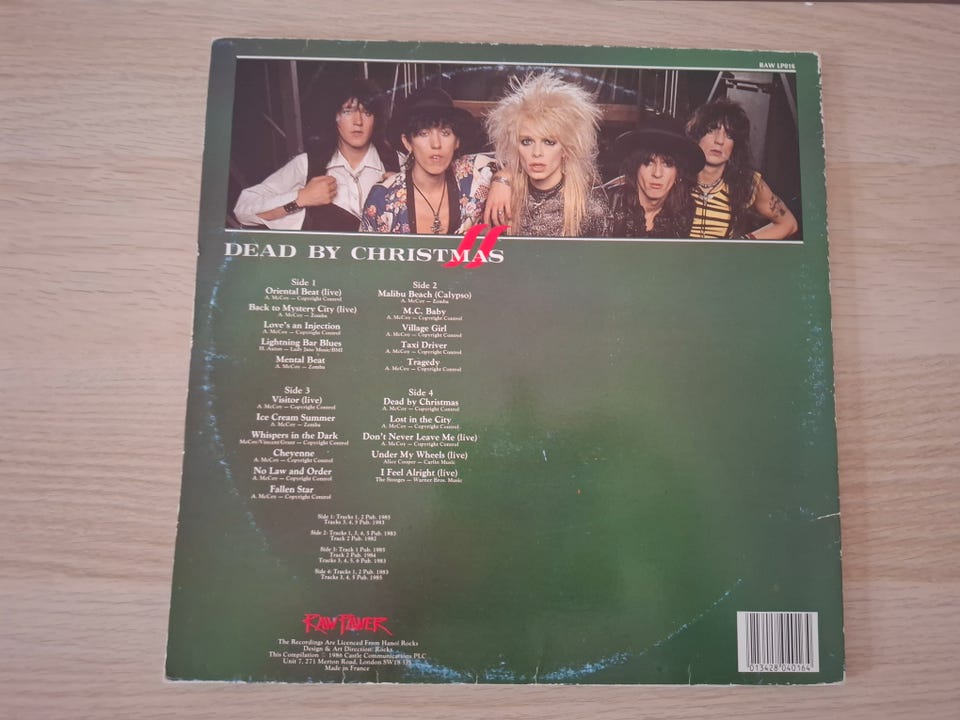 RAW LP016
DEAD BY CHRISTMAS
Side 1
Oriental Beat (live)
A. McCoy — Copyright Control
Back to Mystery City (live)
A. McCoy — Zomba
Love's an Injection
A. McCoy — Copyright Control
Lightning Bar Blues
H. Axton — Lady Jane Music/BMI
Mental Beat
A. McCoy — Zomba
Side 2
Malibu Beach (Calypso)
A. McCoy — Zomba
M.C. Baby
A. McCoy — Copyright Control
Village Girl
A. McCoy — Copyright Control
Taxi Driver
A. McCoy — Copyright Control
Tragedy
A. McCoy — Copyright Control
Side 3
Visitor (live)
A. McCoy — Copyright Control
Ice Cream Summer
A. McCoy — Zomba
Whispers in the Dark
McCoy/Vincent/Grant — Copyright Control
Cheyenne
A. McCoy — Copyright Control
No Law and Order
A. McCoy — Copyright Control
Fallen Star
A. McCoy — Copyright Control
Side 4
Dead by Christmas
A. McCoy — Copyright Control
Lost in the City
A. McCoy — Copyright Control
Don't Never Leave Me (live)
A. McCoy — Copyright Control
Under My Wheels (live)
Alice Cooper — Carlin Music
I Feel Alright (live)
The Stooges — Warner Bros. Music
Side 1: Tracks 1, 2 Pub. 1985
Tracks 3, 4, 5 Pub. 1983
Side 2: Tracks 1, 3, 4, 5 Pub. 1983
Track 2 Pub. 1982
Side 3: Track 1 Pub. 1985
Track 2 Pub. 1984
Tracks 3, 4, 5, 6 Pub. 1983
Side 4: Tracks 1, 2 Pub. 1983
Tracks 3, 4, 5 Pub. 1985
RAW POWER
The Recordings Are Licenced From Hanoi Rocks
Design & Art Direction: Rocks
This Compilation 1986 Castle Communications PLC
Unit 7, 271 Merton Road, London SW18 5JS
Made in France
5 013428 040164